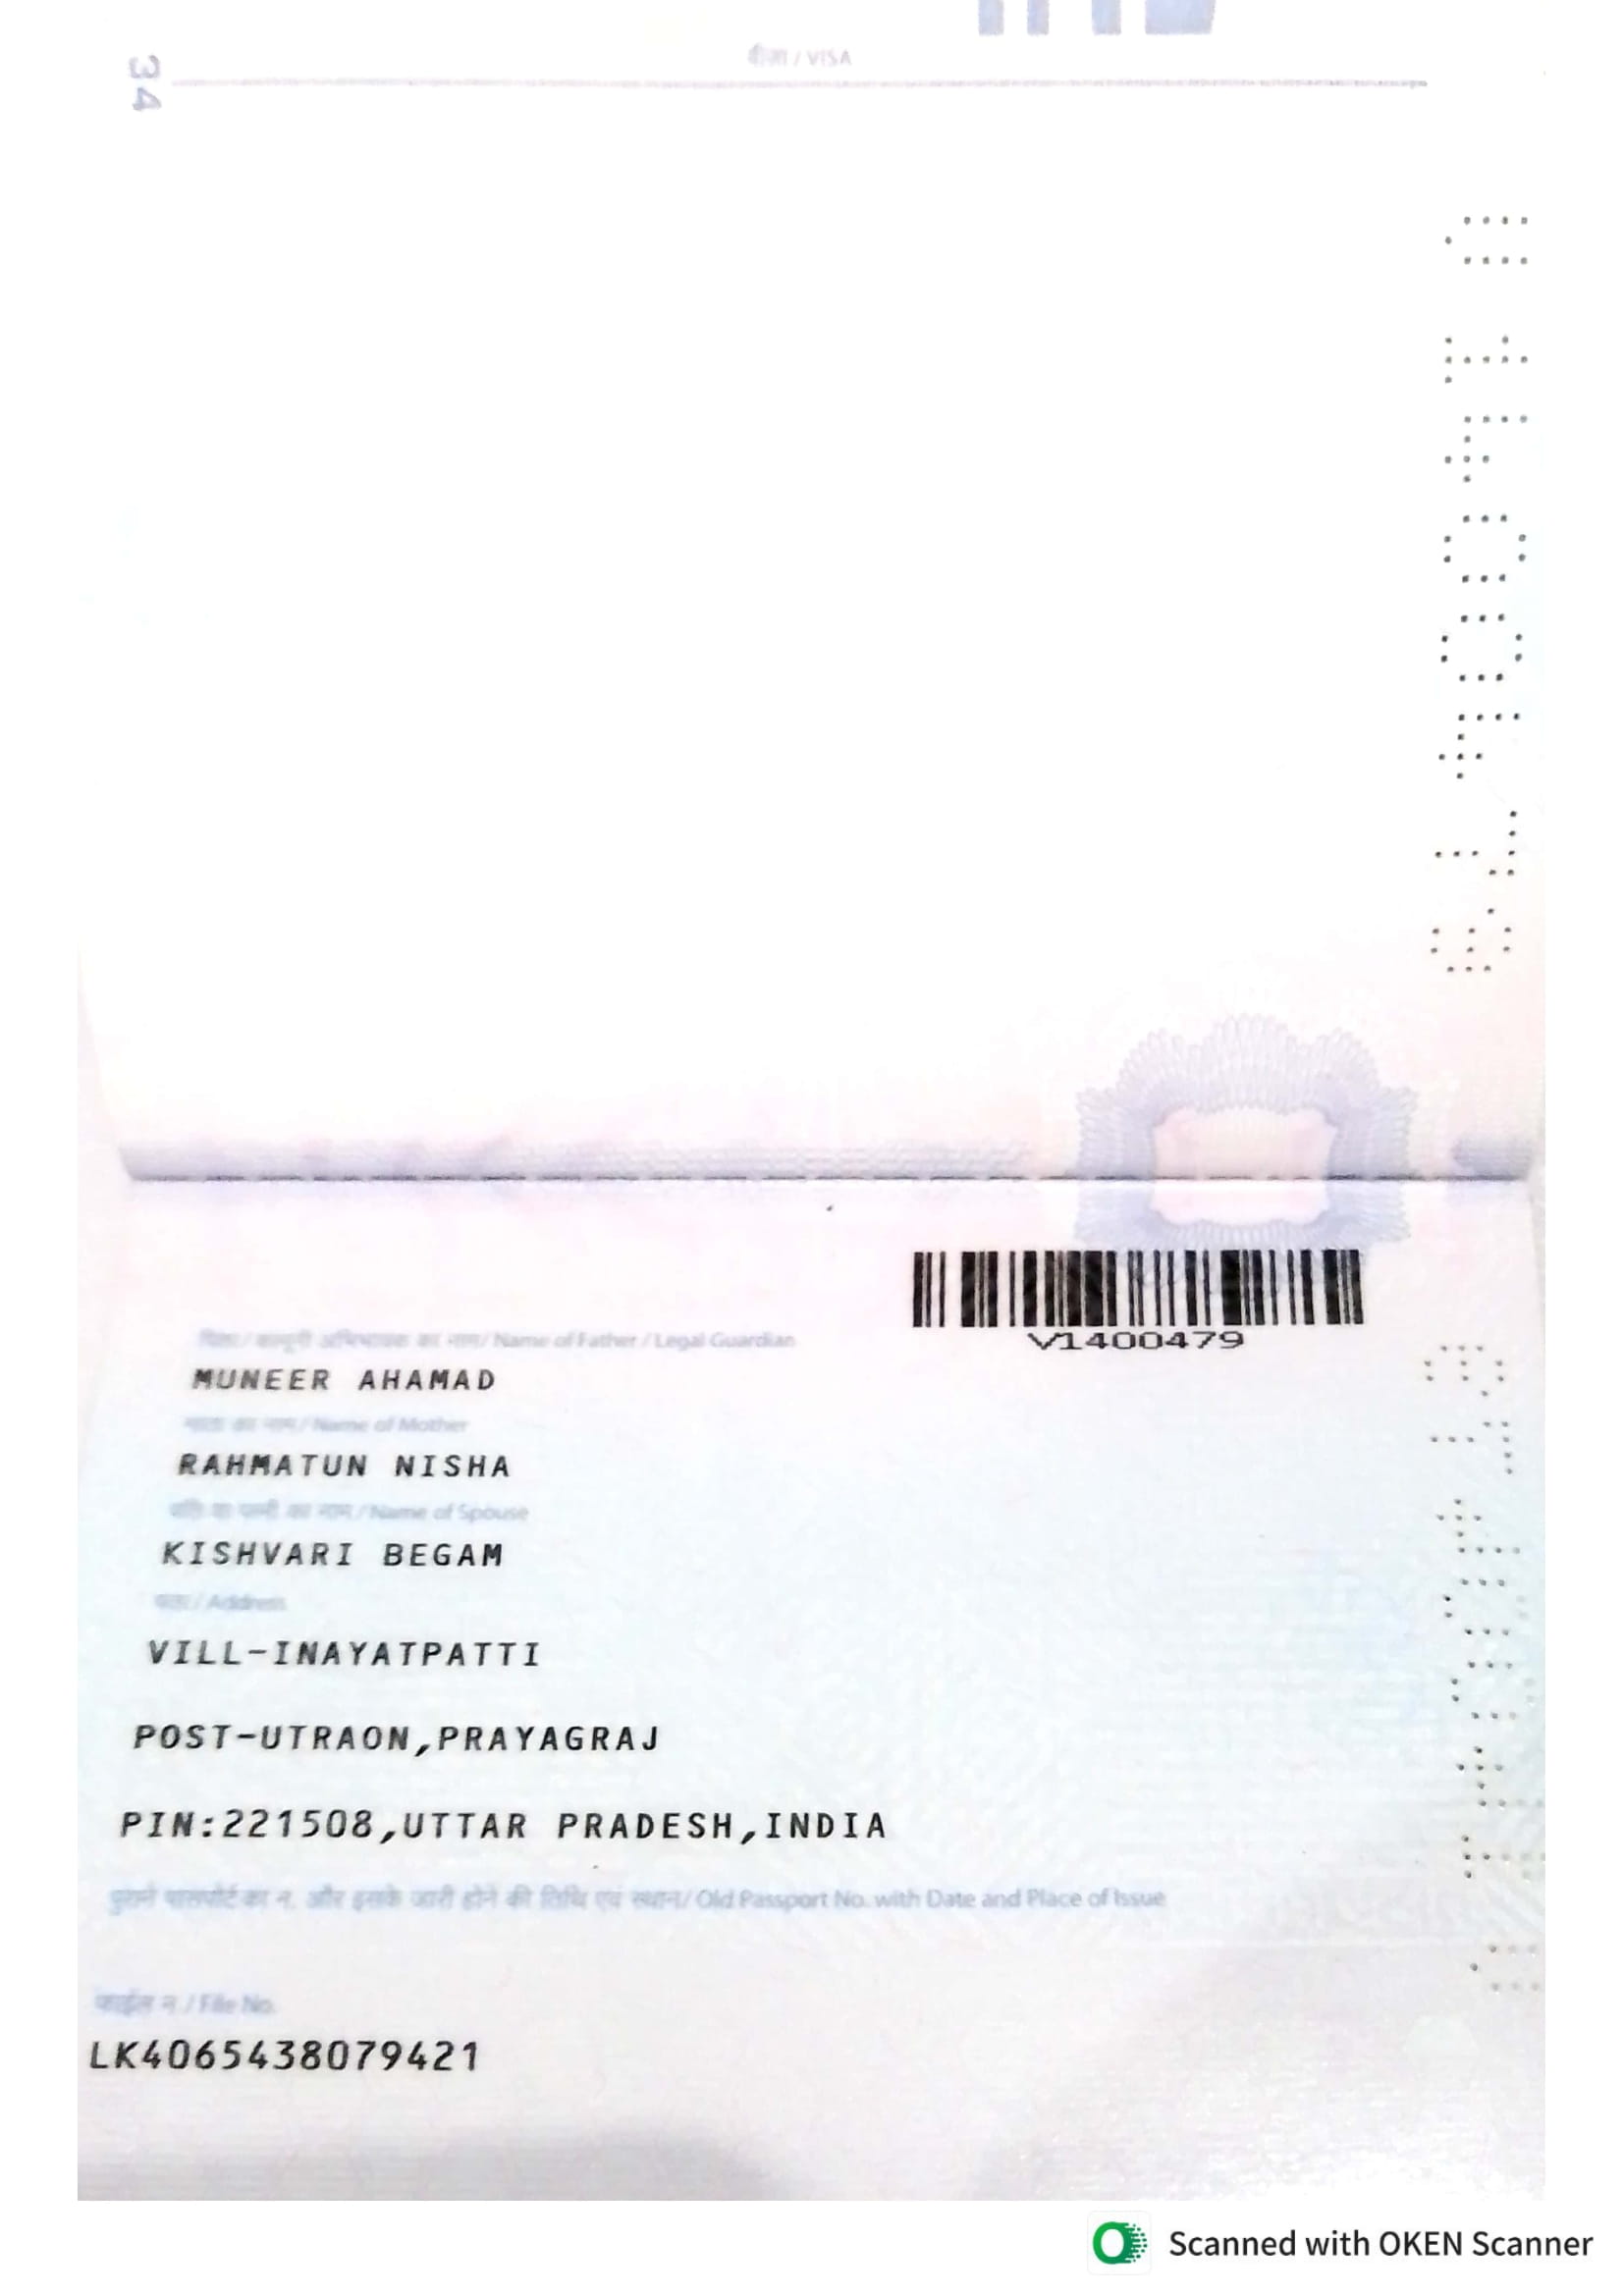 वीज़ा / VISA
34
V1400479
पिता / कानूनी अभिभावक का नाम / Name of Father / Legal Guardian
MUNEER AHAMAD
माता का नाम / Name of Mother
RAHMATUN NISHA
पति या पत्नी का नाम / Name of Spouse
KISHVARI BEGAM
पता / Address
VILL-INAYATPATTI
POST-UTRAON,PRAYAGRAJ
PIN:221508,UTTAR PRADESH,INDIA
पुराने पासपोर्ट का न. और इसके जारी होने की तिथि एवं स्थान / Old Passport No. with Date and Place of Issue
फाईल न / File No.
LK4065438079421
Scanned with OKEN Scanner